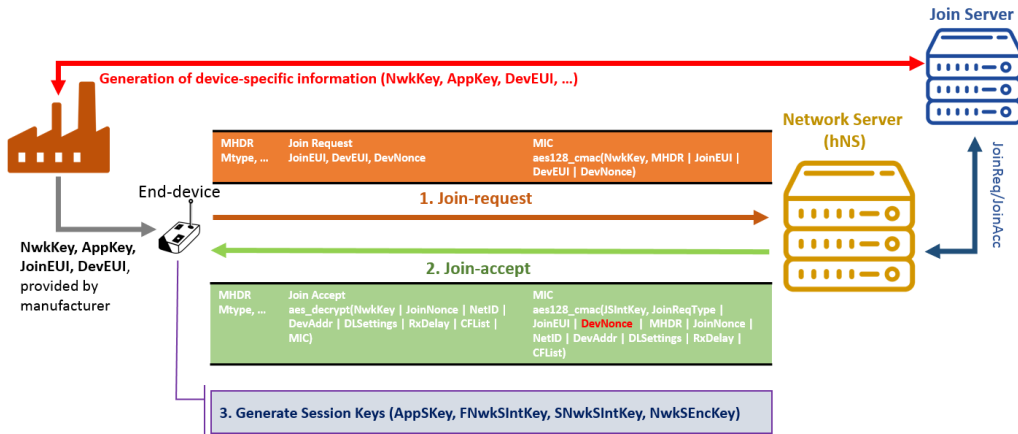 Join Server
Generation of device-specific information (NwkKey, AppKey, DevEUI, ...)
Network Server
(hNS)
MHDR
Mtype, ...
Join Request
JoinEUI, DevEUI, DevNonce
MIC
aes128_cmac(NwkKey, MHDR | JoinEUI |
DevEUI | DevNonce)
JoinReq/JoinAcc
End-device
1. Join-request
NwkKey, AppKey,
JoinEUI, DevEUI,
provided by
manufacturer
2. Join-accept
MHDR
Mtype, ...
Join Accept
aes_decrypt(NwkKey | JoinNonce | NetID |
DevAddr | DLSettings | RxDelay | CFList |
MIC)
MIC
aes128_cmac(JSIntKey, JoinReqType |
JoinEUI | DevNonce | MHDR | JoinNonce |
NetID | DevAddr | DLSettings | RxDelay |
CFList)
3. Generate Session Keys (AppSKey, FNwkSIntKey, SNwkSIntKey, NwkSEncKey)